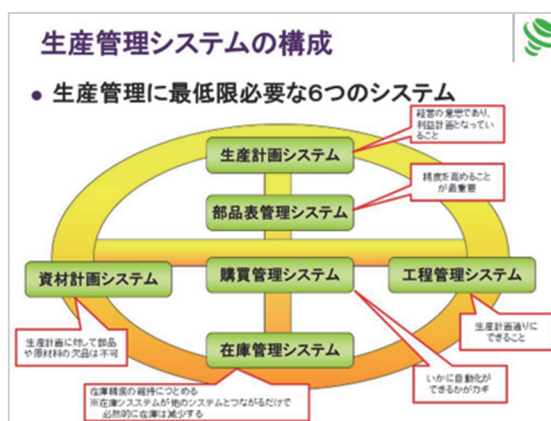 生産管理システムの構成
• 生産管理に最低限必要な6つのシステム
経営の意思であり、
利益計画となってい
ること
生産計画システム
精度を高めること
が最重要
部品表管理システム
資材計画システム
購買管理システム
工程管理システム
生産計画に対して部品
や原材料の欠品は不可
生産計画通りに
できること
在庫管理システム
いかに自動化が
できるかがカギ
在庫精度の維持につとめる
※在庫シスステムが他のシステムとつながるだけで
必然的に在庫は減少する